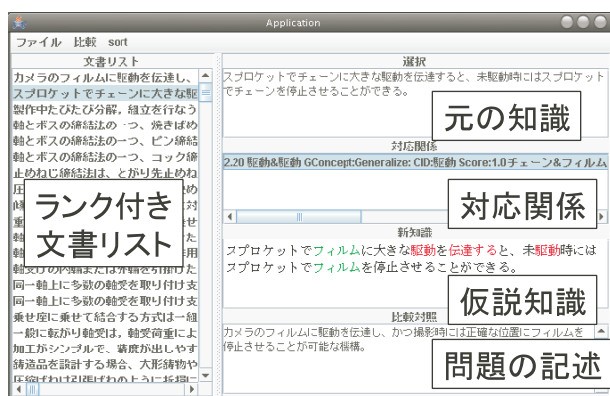 Application
ファイル 比較 sort
文書リスト
カメラのフィルムに駆動を伝達し、
スプロケットでチェーンに大きな駆
製作中たびたび分解，組立を行なう
軸とボスの締結法の一つ、焼きばめ
軸とボスの締結法の一つ、ピン締結
軸とボスの締結法の一つ、コック締
止めねじ締結法は、とがり先止めね
ランク付き
文書リスト
同一軸上に多数の軸受を取り付け支
同一軸上に多数の軸受を取り付け支
乗せ座に乗せて結合する方式は一組
一般に転がり軸受は，軸受荷重によ
加工がシンプルで、精度が出しやす
鋳造品を設計する場合、大形鋳物や
選択
スプロケットでチェーンに大きな駆動を伝達すると、未駆動時にはスプロケット
でチェーンを停止させることができる。
元の知識
対応関係
2.20 駆動&駆動 GConcept:Generalize: CID:駆動 Score:1.0チェーン&フィルム
対応関係
新知識
スプロケットでフィルムに大きな駆動を伝達すると、未駆動時には
スプロケットでフィルムを停止させることができる。
仮説知識
比較対照
カメラのフィルムに駆動を伝達し、かつ撮影時には正確な位置にフィルムを
停止させることが可能な機構。
問題の記述